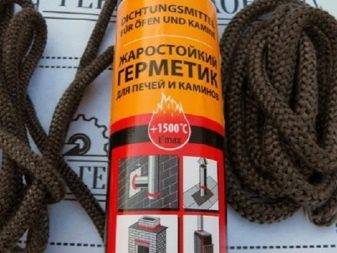 DICHTUNGSMITTEL
FÜR ÖFEN UND KAMINE
ЖАРОСТОЙКИЙ
ГЕРМЕТИК
ДЛЯ ПЕЧЕЙ И КАМИНОВ
+1500°C
t max